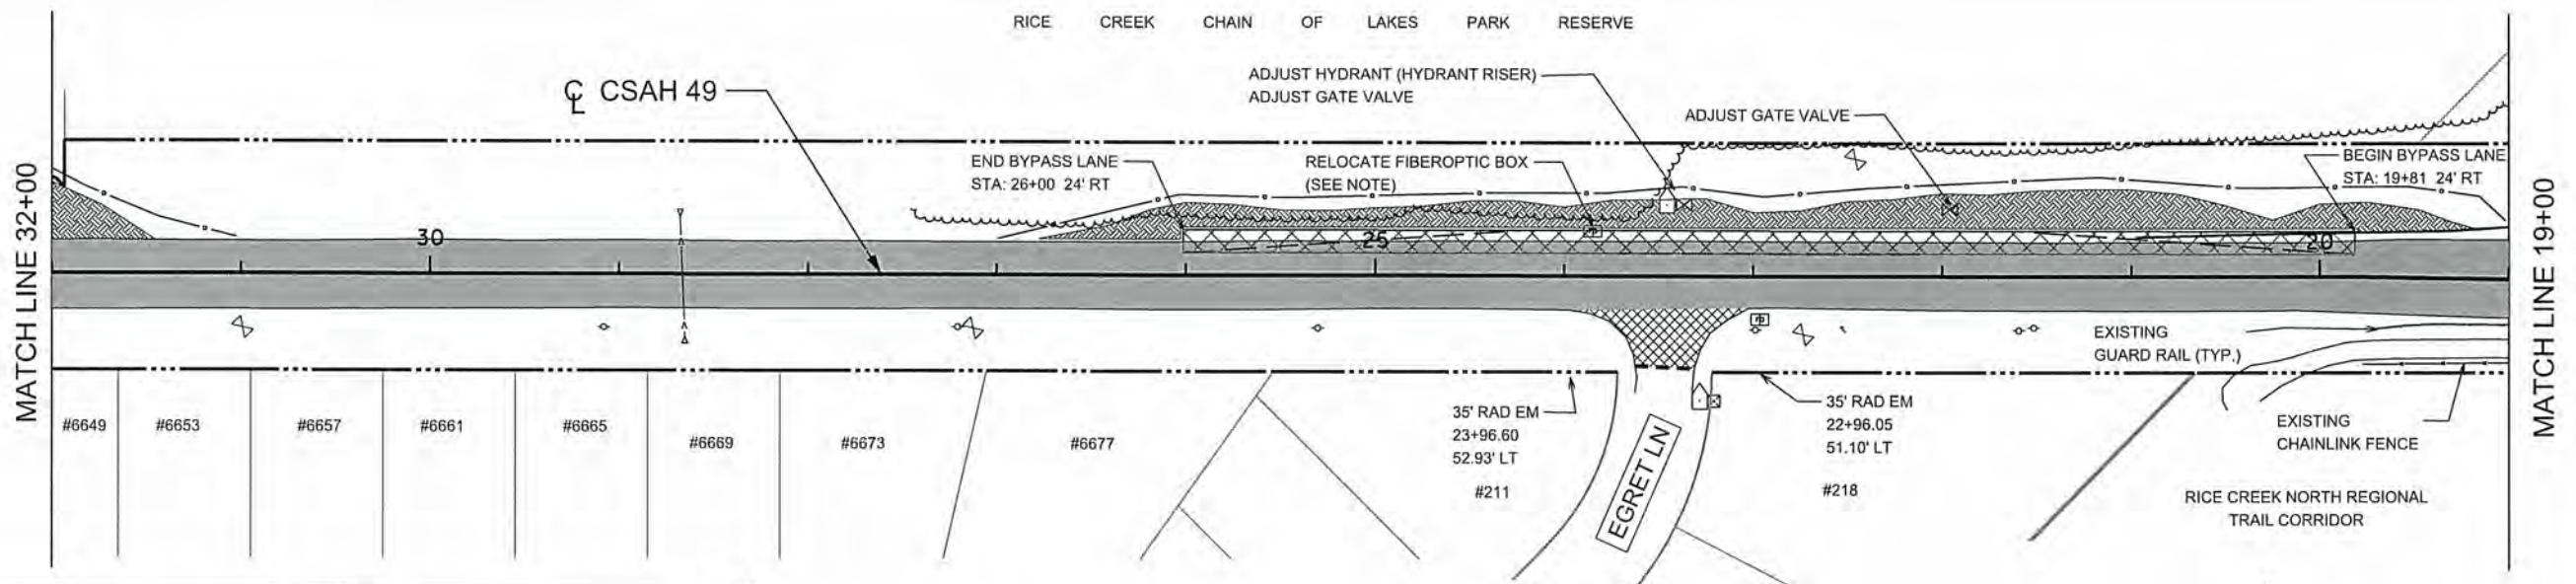 RICE CREEK CHAIN OF LAKES PARK RESERVE
℄ CSAH 49
ADJUST HYDRANT (HYDRANT RISER)
ADJUST GATE VALVE
ADJUST GATE VALVE
END BYPASS LANE
STA: 26+00 24' RT
RELOCATE FIBEROPTIC BOX
(SEE NOTE)
BEGIN BYPASS LANE
STA: 19+81 24' RT
MATCH LINE 32+00
MATCH LINE 19+00
30
25
20
EXISTING
GUARD RAIL (TYP.)
#6649
#6653
#6657
#6661
#6665
#6669
#6673
#6677
35' RAD EM
23+96.60
52.93' LT
#211
EGRET LN
35' RAD EM
22+96.05
51.10' LT
#218
EXISTING
CHAINLINK FENCE
RICE CREEK NORTH REGIONAL
TRAIL CORRIDOR